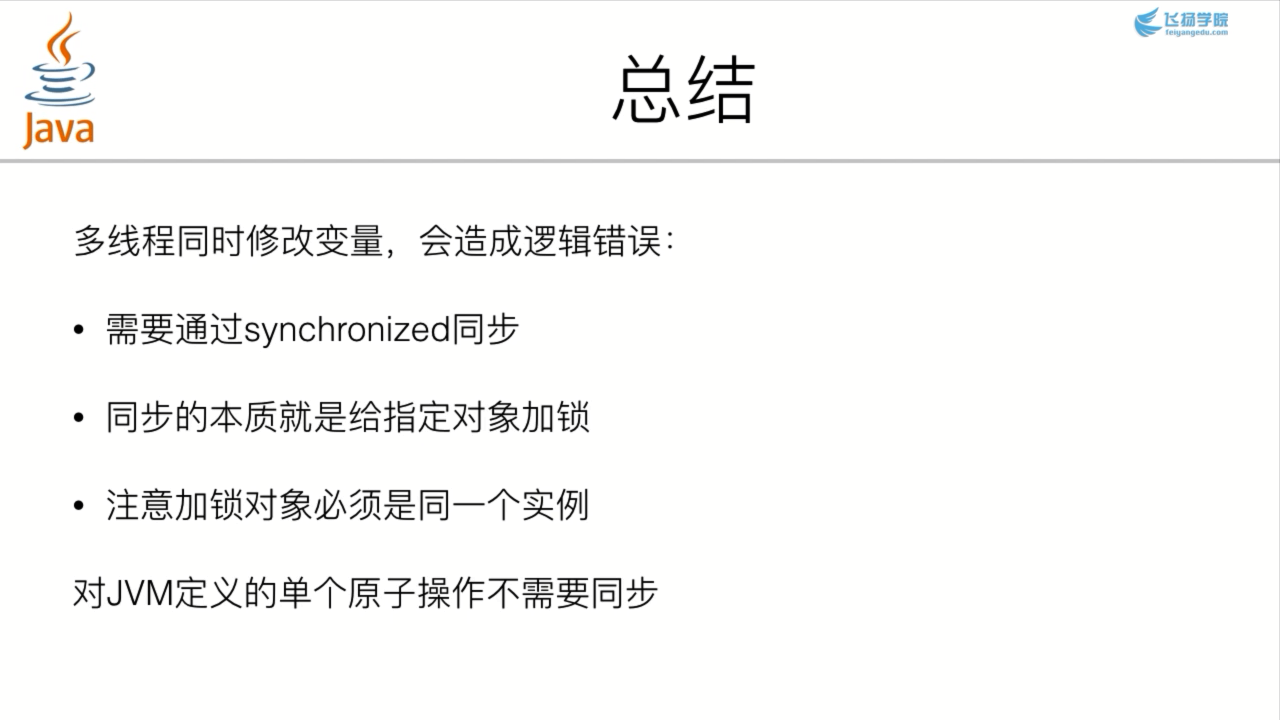 Java
飞扬学院
feiyangedu.com
总结
多线程同时修改变量，会造成逻辑错误：
• 需要通过synchronized同步
• 同步的本质就是给指定对象加锁
• 注意加锁对象必须是同一个实例
对JVM定义的单个原子操作不需要同步